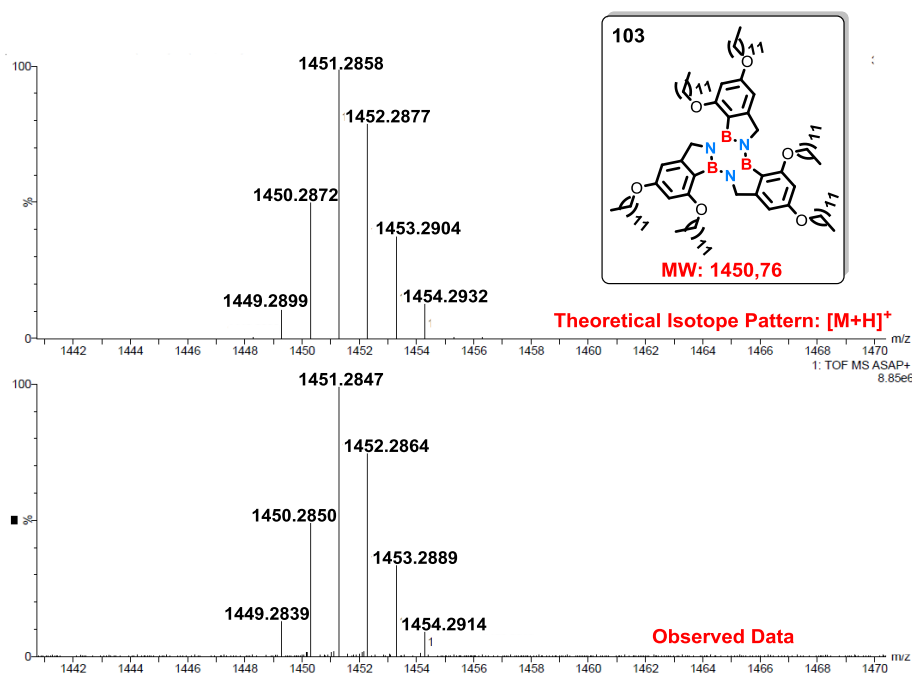 103
( )11
O
( )11
O
B
N
N
B
B
N
O
( )11
O
( )11
O
( )11
O
( )11
MW: 1450,76
100
%
0
1451.2858
1452.2877
1450.2872
1453.2904
1449.2899
1454.2932
Theoretical Isotope Pattern: [M+H]+
1442 1444 1446 1448 1450 1452 1454 1456 1458 1460 1462 1464 1466 1468 1470 m/z
1: TOF MS ASAP+
8.85e6
100
%
0
1451.2847
1452.2864
1450.2850
1453.2889
1449.2839
1454.2914
1
Observed Data
1442 1444 1446 1448 1450 1452 1454 1456 1458 1460 1462 1464 1466 1468 1470 m/z